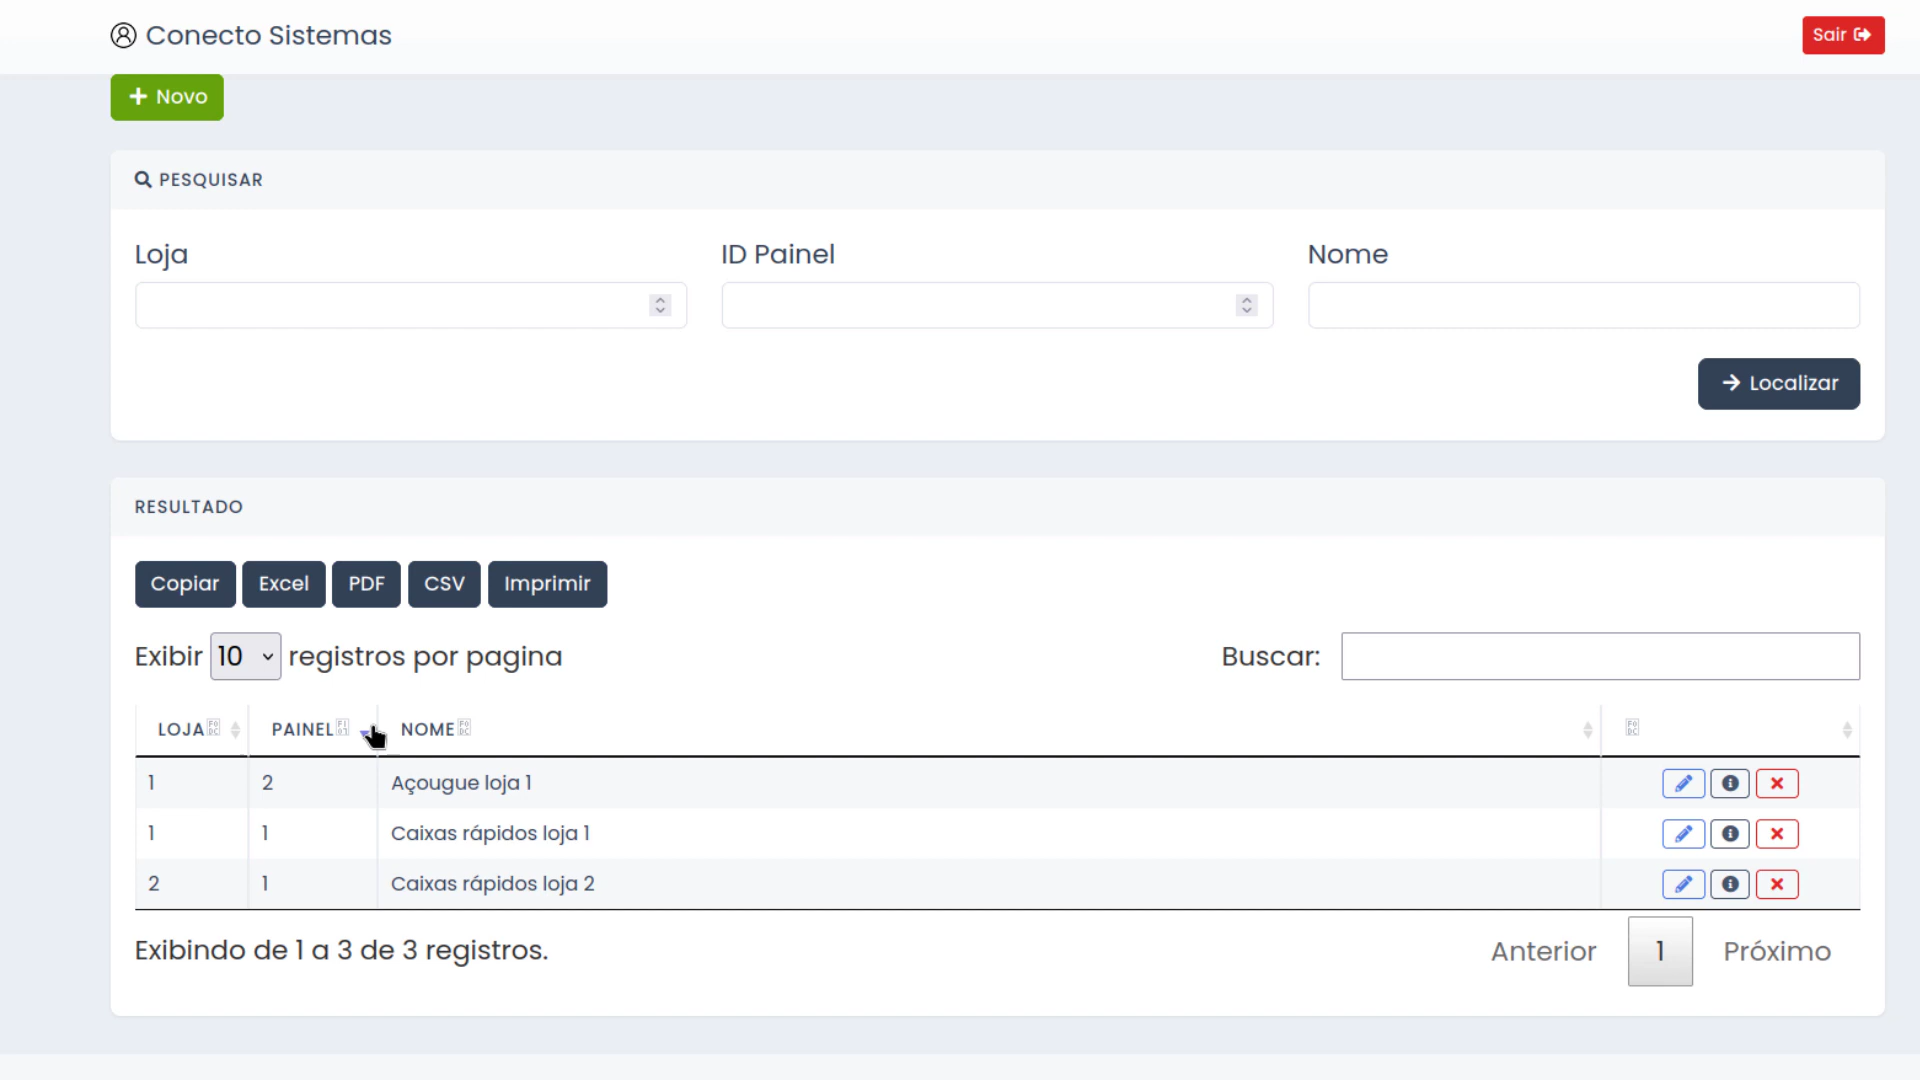 Conecto Sistemas
Sair
Novo
PESQUISAR
Loja
ID Painel
Nome
Localizar
RESULTADO
Copiar Excel PDF CSV Imprimir
Exibir 10 registros por pagina
Buscar:
LOJA PAINEL NOME
1 2 Açougue loja 1
1 1 Caixas rápidos loja 1
2 1 Caixas rápidos loja 2
Exibindo de 1 a 3 de 3 registros.
Anterior 1 Próximo